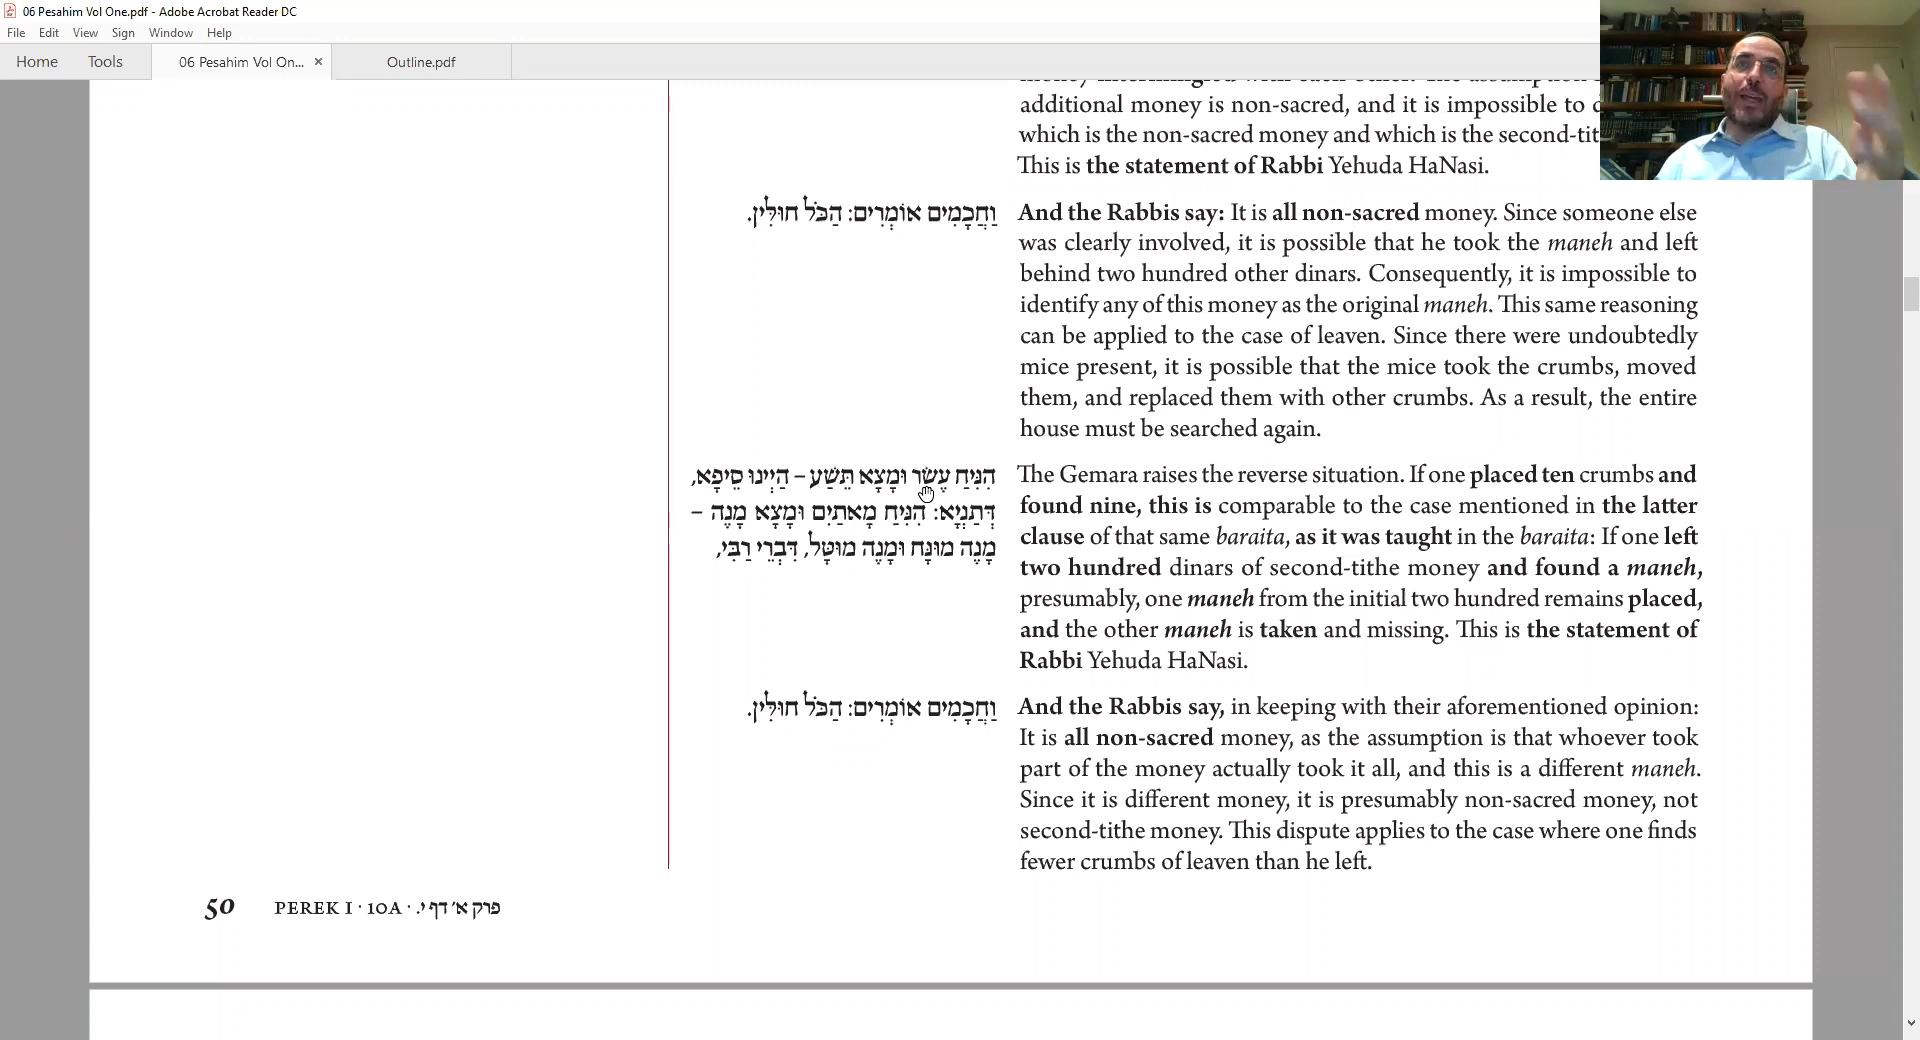 06 Pesahim Vol One.pdf - Adobe Acrobat Reader DC
File Edit View Sign Window Help
Home Tools 06 Pesahim Vol On... × Outline.pdf
additional money is non-sacred, and it is impossible to
which is the non-sacred money and which is the
This is the statement of Rabbi Yehuda HaNasi.
וַחֲכָמִים אוֹמְרִים: הַכֹּל חוּלִּין.
And the Rabbis say: It is all non-sacred money. Since someone else
was clearly involved, it is possible that he took the maneh and left
behind two hundred other dinars. Consequently, it is impossible to
identify any of this money as the original maneh. This same reasoning
can be applied to the case of leaven. Since there were undoubtedly
mice present, it is possible that the mice took the crumbs, moved
them, and replaced them with other crumbs. As a result, the entire
house must be searched again.
הִנִּיחַ עֶשֶׂר וּמָצָא תֵּשַׁע – הַיְינוּ סֵיפָא,
דְּתַנְיָא: הִנִּיחַ מָאתַיִם וּמָצָא מָנֶה –
מָנֶה מוּנָּח וּמָנֶה מוּטָּל, דִּבְרֵי רַבִּי,
The Gemara raises the reverse situation. If one placed ten crumbs and
found nine, this is comparable to the case mentioned in the latter
clause of that same baraita, as it was taught in the baraita: If one left
two hundred dinars of second-tithe money and found a maneh,
presumably, one maneh from the initial two hundred remains placed,
and the other maneh is taken and missing. This is the statement of
Rabbi Yehuda HaNasi.
וַחֲכָמִים אוֹמְרִים: הַכֹּל חוּלִּין.
And the Rabbis say, in keeping with their aforementioned opinion:
It is all non-sacred money, as the assumption is that whoever took
part of the money actually took it all, and this is a different maneh.
Since it is different money, it is presumably non-sacred money, not
second-tithe money. This dispute applies to the case where one finds
fewer crumbs of leaven than he left.
50 PEREK I · 10A · פרק א׳ דף י.